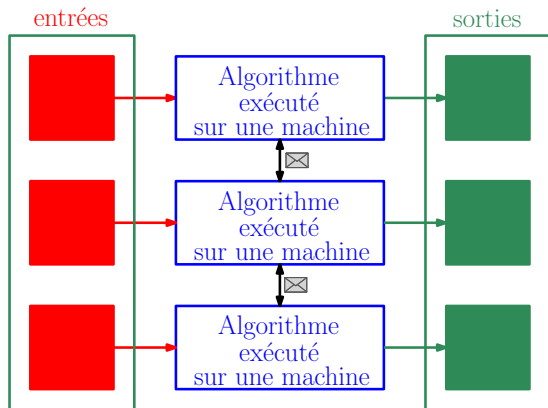 entrées
sorties
Algorithme
exécuté
sur une machine
Algorithme
exécuté
sur une machine
Algorithme
exécuté
sur une machine